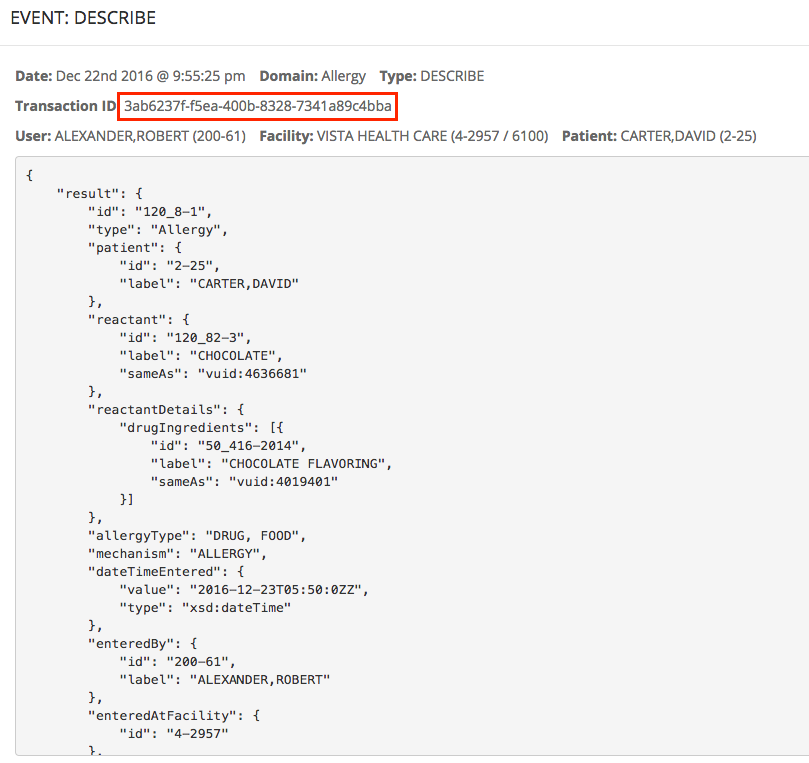 EVENT: DESCRIBE
Date: Dec 22nd 2016 @ 9:55:25 pm Domain: Allergy Type: DESCRIBE
Transaction ID 3ab6237f-f5ea-400b-8328-7341a89c4bba
User: ALEXANDER,ROBERT (200-61) Facility: VISTA HEALTH CARE (4-2957 / 6100) Patient: CARTER,DAVID (2-25)
{
    "result": {
        "id": "120_8-1",
        "type": "Allergy",
        "patient": {
            "id": "2-25",
            "label": "CARTER,DAVID"
        },
        "reactant": {
            "id": "120_82-3",
            "label": "CHOCOLATE",
            "sameAs": "vuid:4636681"
        },
        "reactantDetails": {
            "drugIngredients": [{
                "id": "50_416-2014",
                "label": "CHOCOLATE FLAVORING",
                "sameAs": "vuid:4019401"
            }]
        },
        "allergyType": "DRUG, FOOD",
        "mechanism": "ALLERGY",
        "dateTimeEntered": {
            "value": "2016-12-23T05:50:0ZZ",
            "type": "xsd:dateTime"
        },
        "enteredBy": {
            "id": "200-61",
            "label": "ALEXANDER,ROBERT"
        },
        "enteredAtFacility": {
            "id": "4-2957"
        },